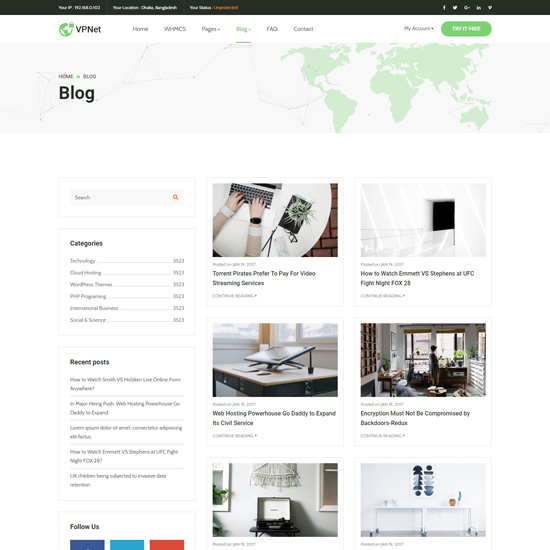 Your IP : 192.168.0.102 Your Location : Dhaka, Bangladesh Your Status : Unprotected
VPNet Home WHMCS Pages Blog FAQ Contact My Account TRY IT FREE
HOME » BLOG
Blog
Search
Categories
Technology 3523
Cloud Hosting 3523
WordPress Themes 3523
PHP Programing 3523
International Business 3523
Social & Science 3523
Recent posts
How to Watch Smith VS Holdien Live Online From
Anywhere?
In Major Hiring Push, Web Hosting Powerhouse Go
Daddy to Expand
Lorem ipsum dolor sit amet, consectetur adipisicing
elit fastus
How to Watch Emmett VS Stephens at UFC Fight
Night FOX 28?
UK children being subjected to invasive data
retention
Follow Us
Posted on JAN 19, 2017
Torrent Pirates Prefer To Pay For Video
Streaming Services
CONTINUE READING
Posted on JAN 19, 2017
How to Watch Emmett VS Stephens at UFC
Fight Night FOX 28
CONTINUE READING
Posted on JAN 19, 2017
Web Hosting Powerhouse Go Daddy to Expand
Its Civil Service
CONTINUE READING
Posted on JAN 19, 2017
Encryption Must Not Be Compromised by
Backdoors-Redux
CONTINUE READING
Posted on JAN 19, 2017
Posted on JAN 19, 2017